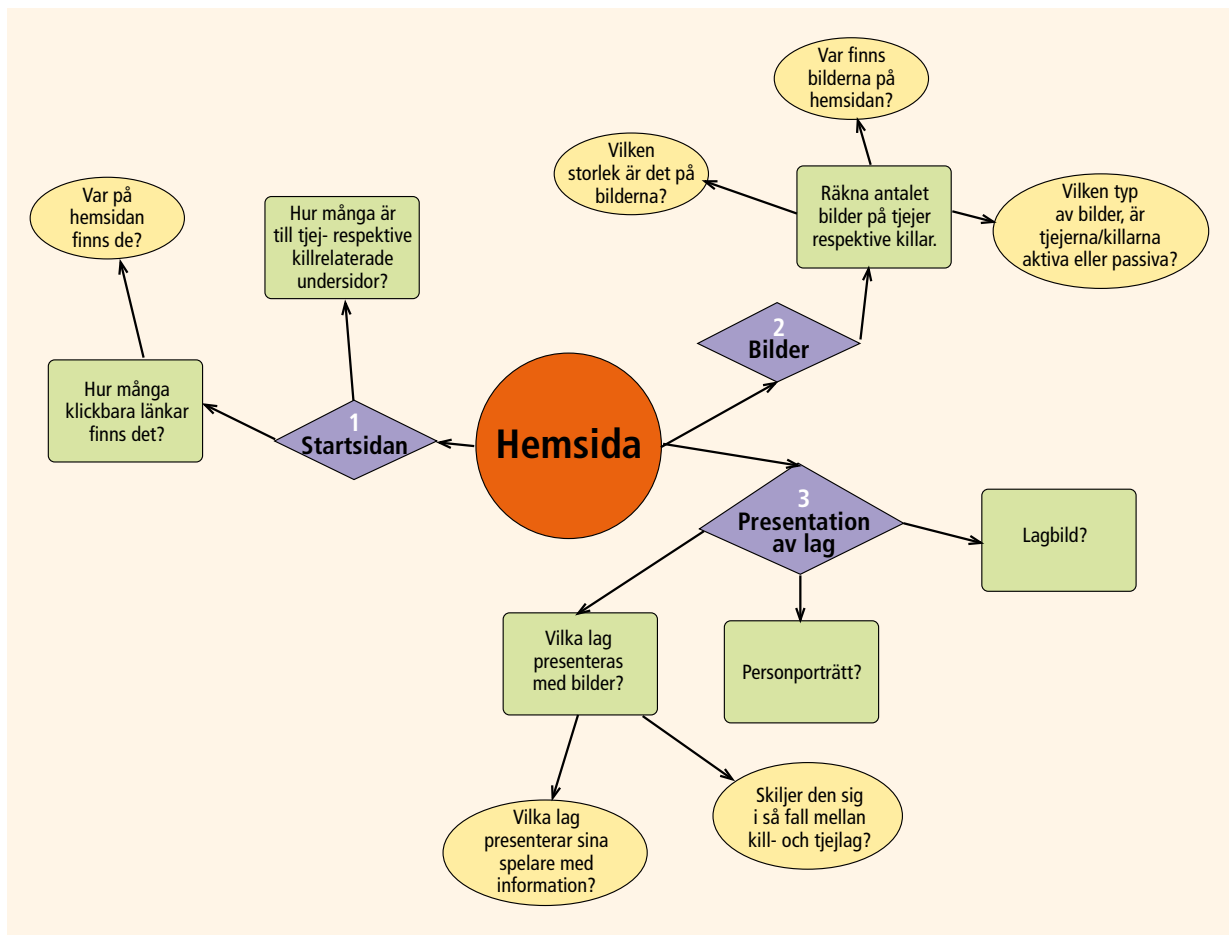 Var finns
bilderna på
hemsidan?
Vilken
storlek är det på
bilderna?
Räkna antalet
bilder på tjejer
respektive killar.
Vilken typ
av bilder, är
tjejerna/killarna
aktiva eller passiva?
Var på
hemsidan
finns de?
Hur många är
till tjej- respektive
killrelaterade
undersidor?
2
Bilder
Hur många
klickbara länkar
finns det?
1
Startsidan
Hemsida
3
Presentation
av lag
Lagbild?
Vilka lag
presenteras
med bilder?
Personporträtt?
Vilka lag
presenterar sina
spelare med
information?
Skiljer den sig
i så fall mellan
kill- och tjejlag?